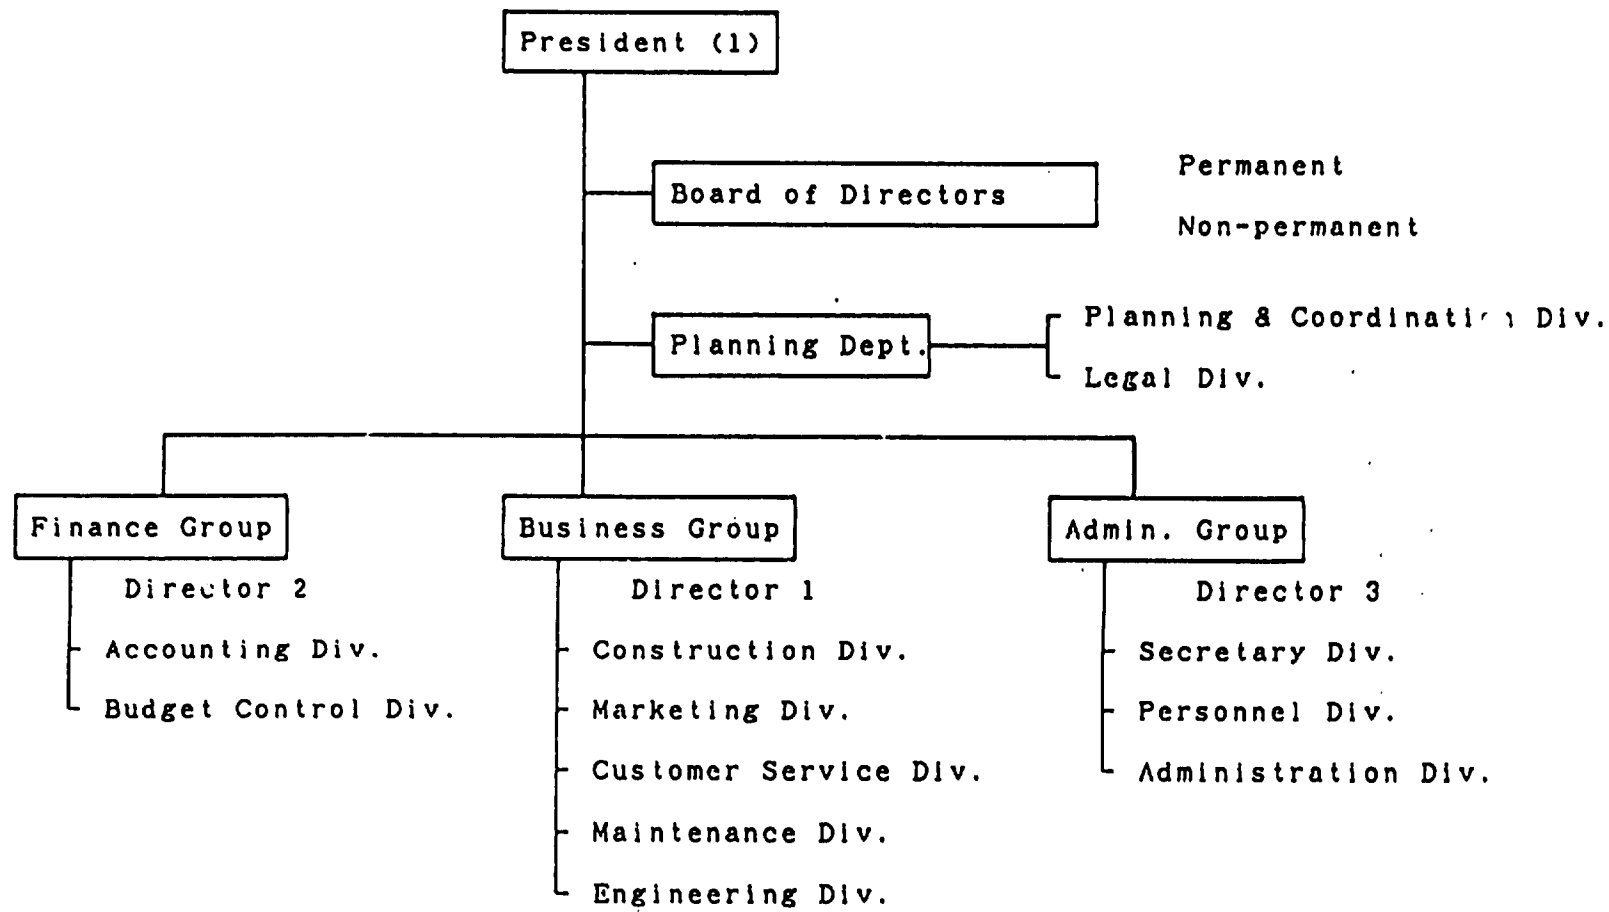 President (1)
Board of Directors
Permanent
Non-permanent
Planning Dept.
Planning & Coordination Div.
Legal Div.
Finance Group
Director 2
Accounting Div.
Budget Control Div.
Business Group
Director 1
Construction Div.
Marketing Div.
Customer Service Div.
Maintenance Div.
Engineering Div.
Admin. Group
Director 3
Secretary Div.
Personnel Div.
Administration Div.